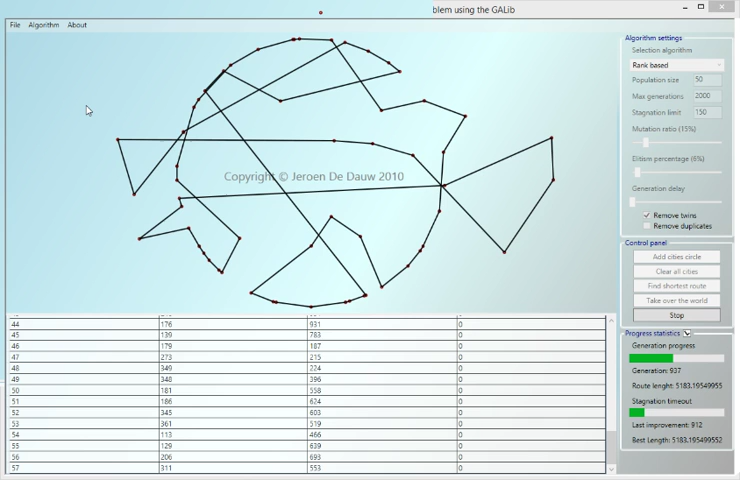 blem using the GALib
File Algorithm About
Copyright © Jeroen De Dauw 2010
44 176 931 0
45 139 783 0
46 179 187 0
47 273 215 0
48 349 224 0
49 348 396 0
50 181 558 0
51 186 624 0
52 345 603 0
53 361 519 0
54 113 466 0
55 129 639 0
56 206 693 0
57 311 553 0
Algorithm settings
Selection algorithm
Rank based
Population size 50
Max generations 2000
Stagnation limit 150
Mutation ratio (15%)
Elitism percentage (6%)
Generation delay
Remove twins
Remove duplicates
Control panel
Add cities circle
Clear all cities
Find shortest route
Take over the world
Stop
Progress statistics
Generation progress
Generation: 937
Route lenght: 5183.19549955
Stagnation timeout
Last improvement: 912
Best Length: 5183.195499552